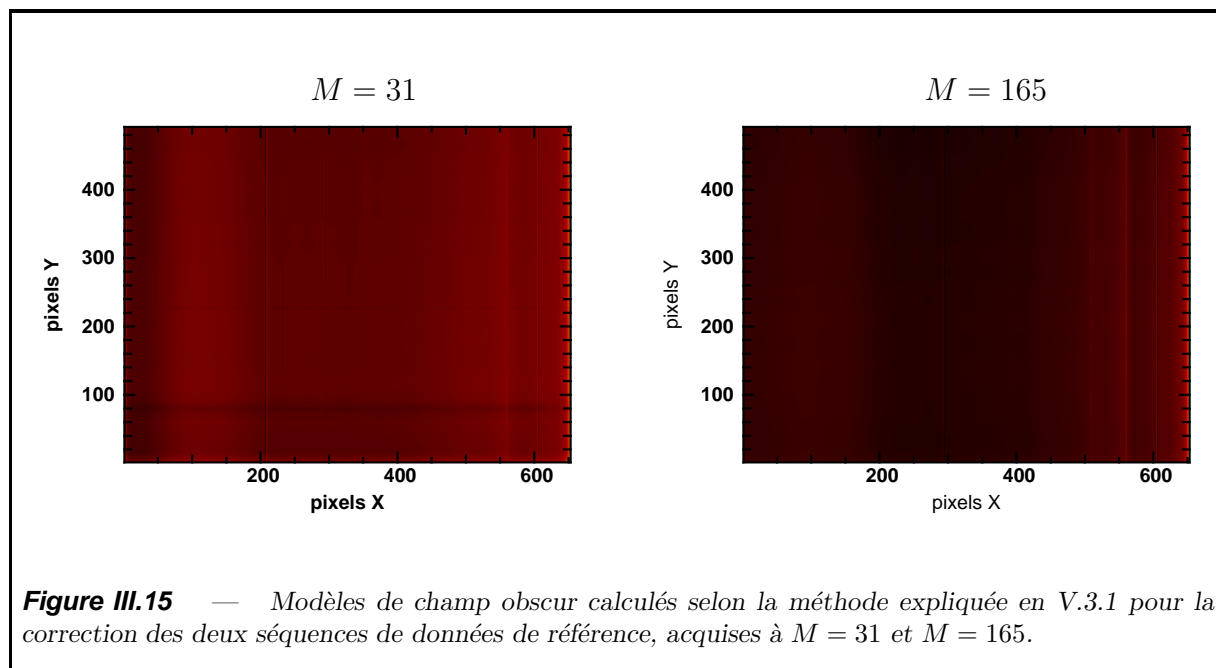 M = 31
M = 165
400
300
200
100
pixels Y
200 400 600
pixels X
400
300
200
100
pixels Y
200 400 600
pixels X
Figure III.15 — Modèles de champ obscur calculés selon la méthode expliquée en V.3.1 pour la
correction des deux séquences de données de référence, acquises à M = 31 et M = 165.